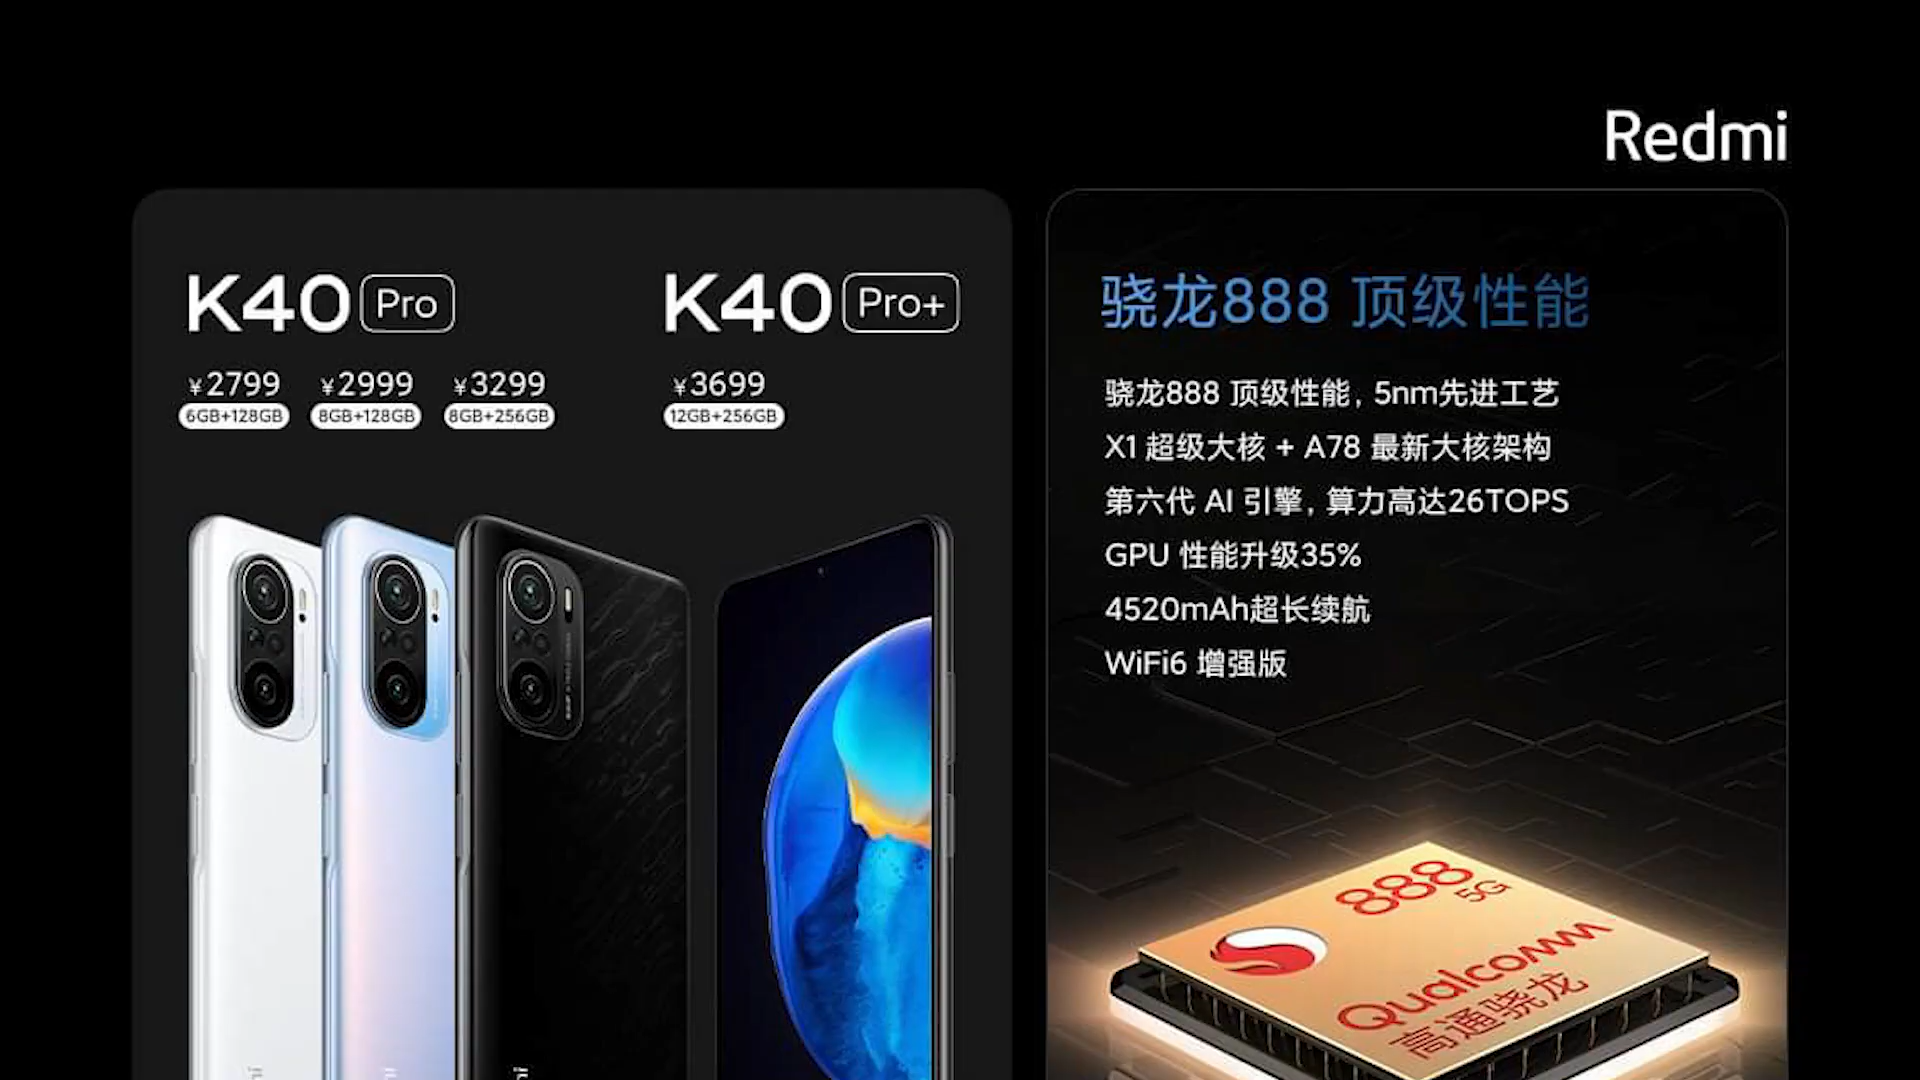 Redmi
K40 Pro
¥2799 ¥2999 ¥3299
6GB+128GB 8GB+128GB 8GB+256GB
K40 Pro+
¥3699
12GB+256GB
骁龙888 顶级性能
骁龙888 顶级性能, 5nm先进工艺
X1 超级大核 + A78 最新大核架构
第六代 AI 引擎, 算力高达26TOPS
GPU 性能升级35%
4520mAh超长续航
WiFi6 增强版
888
5G
Qualcomm
高通骁龙